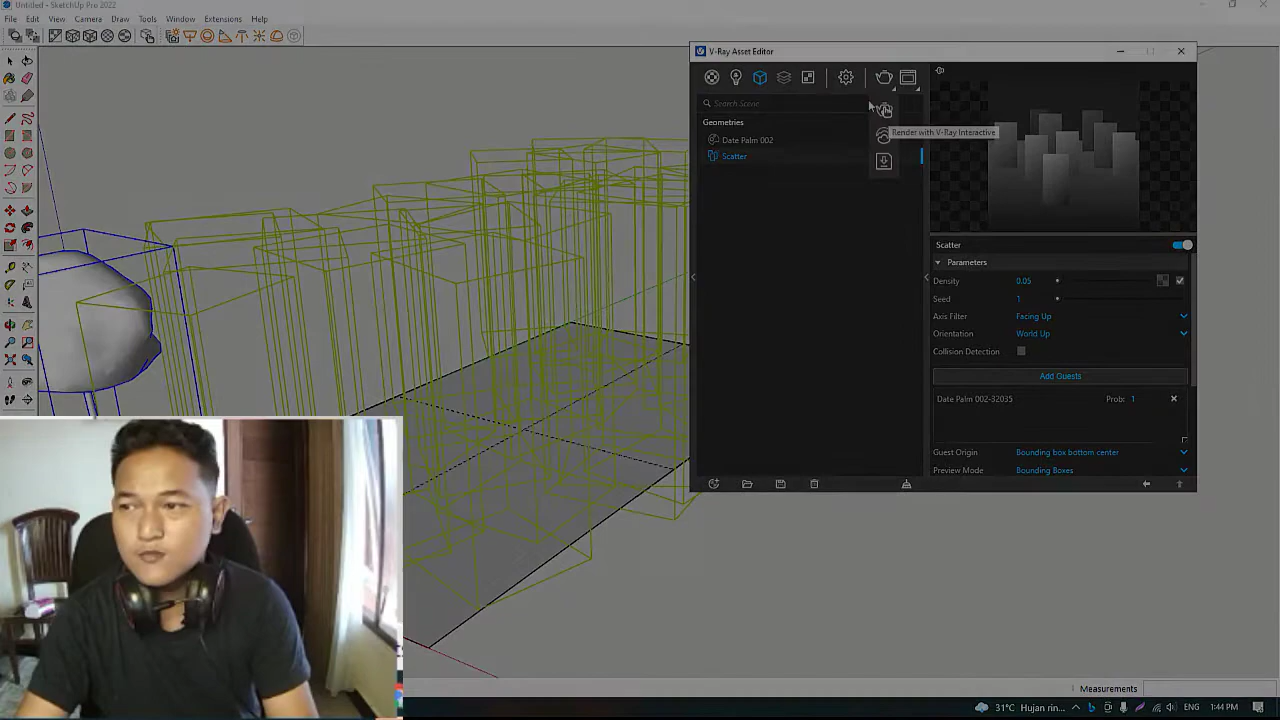 Untitled - SketchUp Pro 2022
File Edit View Camera Draw Tools Window Extensions Help
V-Ray Asset Editor
Search Scene
Geometries
Date Palm 002
Scatter
Render with V-Ray Interactive
Scatter
Parameters
Density 0.05
Seed 1
Axis Filter Facing Up
Orientation World Up
Collision Detection
Add Guests
Date Palm 002-32035 Prob: 1
Guest Origin Bounding box bottom center
Preview Mode Bounding Boxes
Measurements
31°C Hujan rin... ENG 1:44 PM